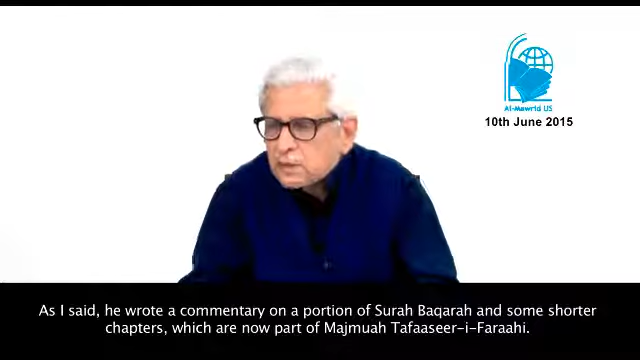 Al-Mawrid US
10th June 2015
As I said, he wrote a commentary on a portion of Surah Baqarah and some shorter
chapters, which are now part of Majmuah Tafaaseer-i-Faraahi.